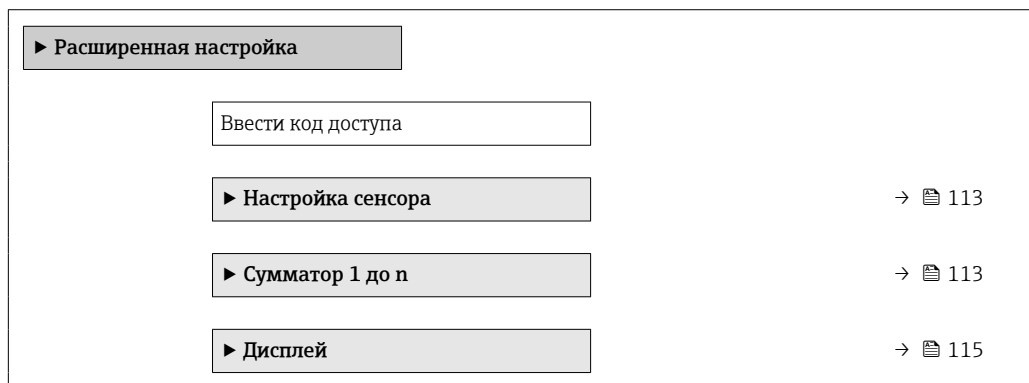 ▶ Расширенная настройка
Ввести код доступа
▶ Настройка сенсора → 🖹 113
▶ Сумматор 1 до n → 🖹 113
▶ Дисплей → 🖹 115